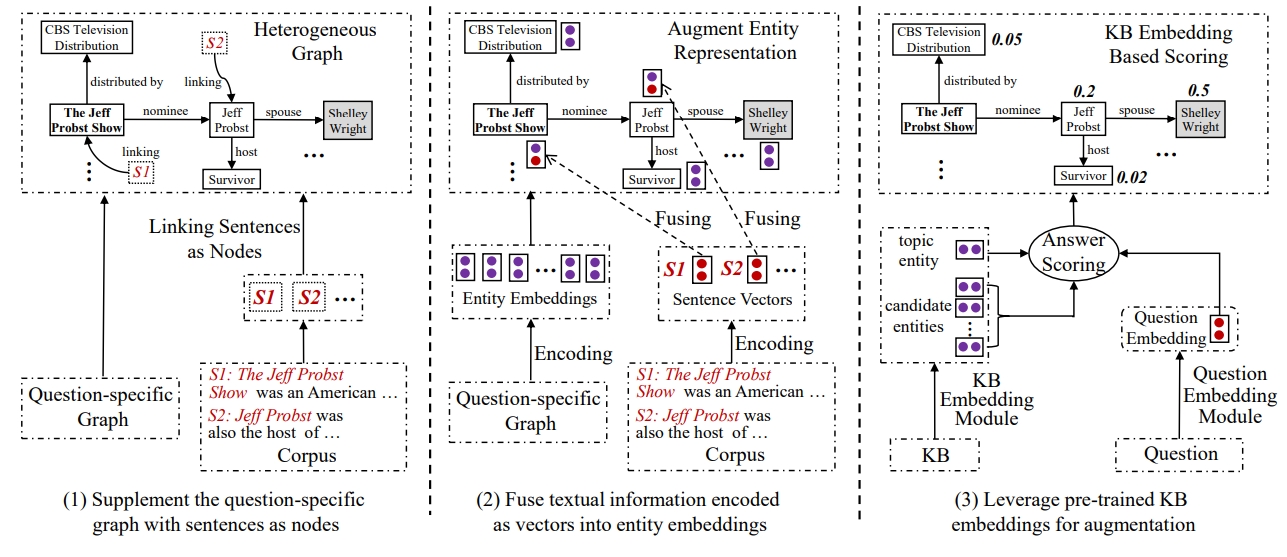 CBS Television
Distribution
S2
Heterogeneous
Graph
distributed by
linking
The Jeff
Probst Show
nominee
Jeff
Probst
spouse
Shelley
Wright
linking
S1
host
...
Survivor
Linking Sentences
as Nodes
S1 S2 ...
Question-specific
Graph
S1: The Jeff Probst
Show was an American ...
S2: Jeff Probst was
also the host of ...
Corpus
(1) Supplement the question-specific
graph with sentences as nodes
CBS Television
Distribution
Augment Entity
Representation
distributed by
The Jeff
Probst Show
nominee
Jeff
Probst
spouse
Shelley
Wright
host
...
Survivor
Fusing
Fusing
...
Entity Embeddings
S1 S2 ...
Sentence Vectors
Encoding
Encoding
Question-specific
Graph
S1: The Jeff Probst
Show was an American ...
S2: Jeff Probst was
also the host of ...
Corpus
(2) Fuse textual information encoded
as vectors into entity embeddings
CBS Television
Distribution
0.05
KB Embedding
Based Scoring
distributed by
0.2
0.5
The Jeff
Probst Show
nominee
Jeff
Probst
spouse
Shelley
Wright
host
...
Survivor
0.02
topic
entity
Answer
Scoring
candidate
entities
Question
Embedding
KB
Embedding
Module
Question
Embedding
Module
KB
Question
(3) Leverage pre-trained KB
embeddings for augmentation